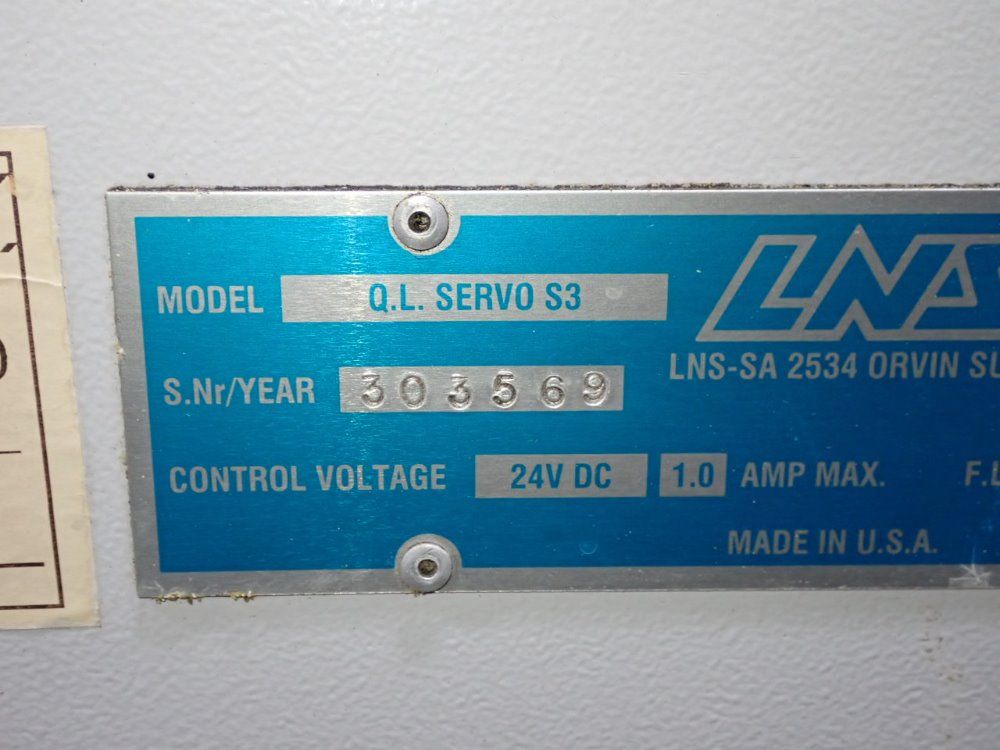 MODEL Q.L. SERVO S3
LNS
S.Nr/YEAR 303569
LNS-SA 2534 ORVIN
CONTROL VOLTAGE 24V DC 1.0 AMP MAX.
MADE IN U.S.A.